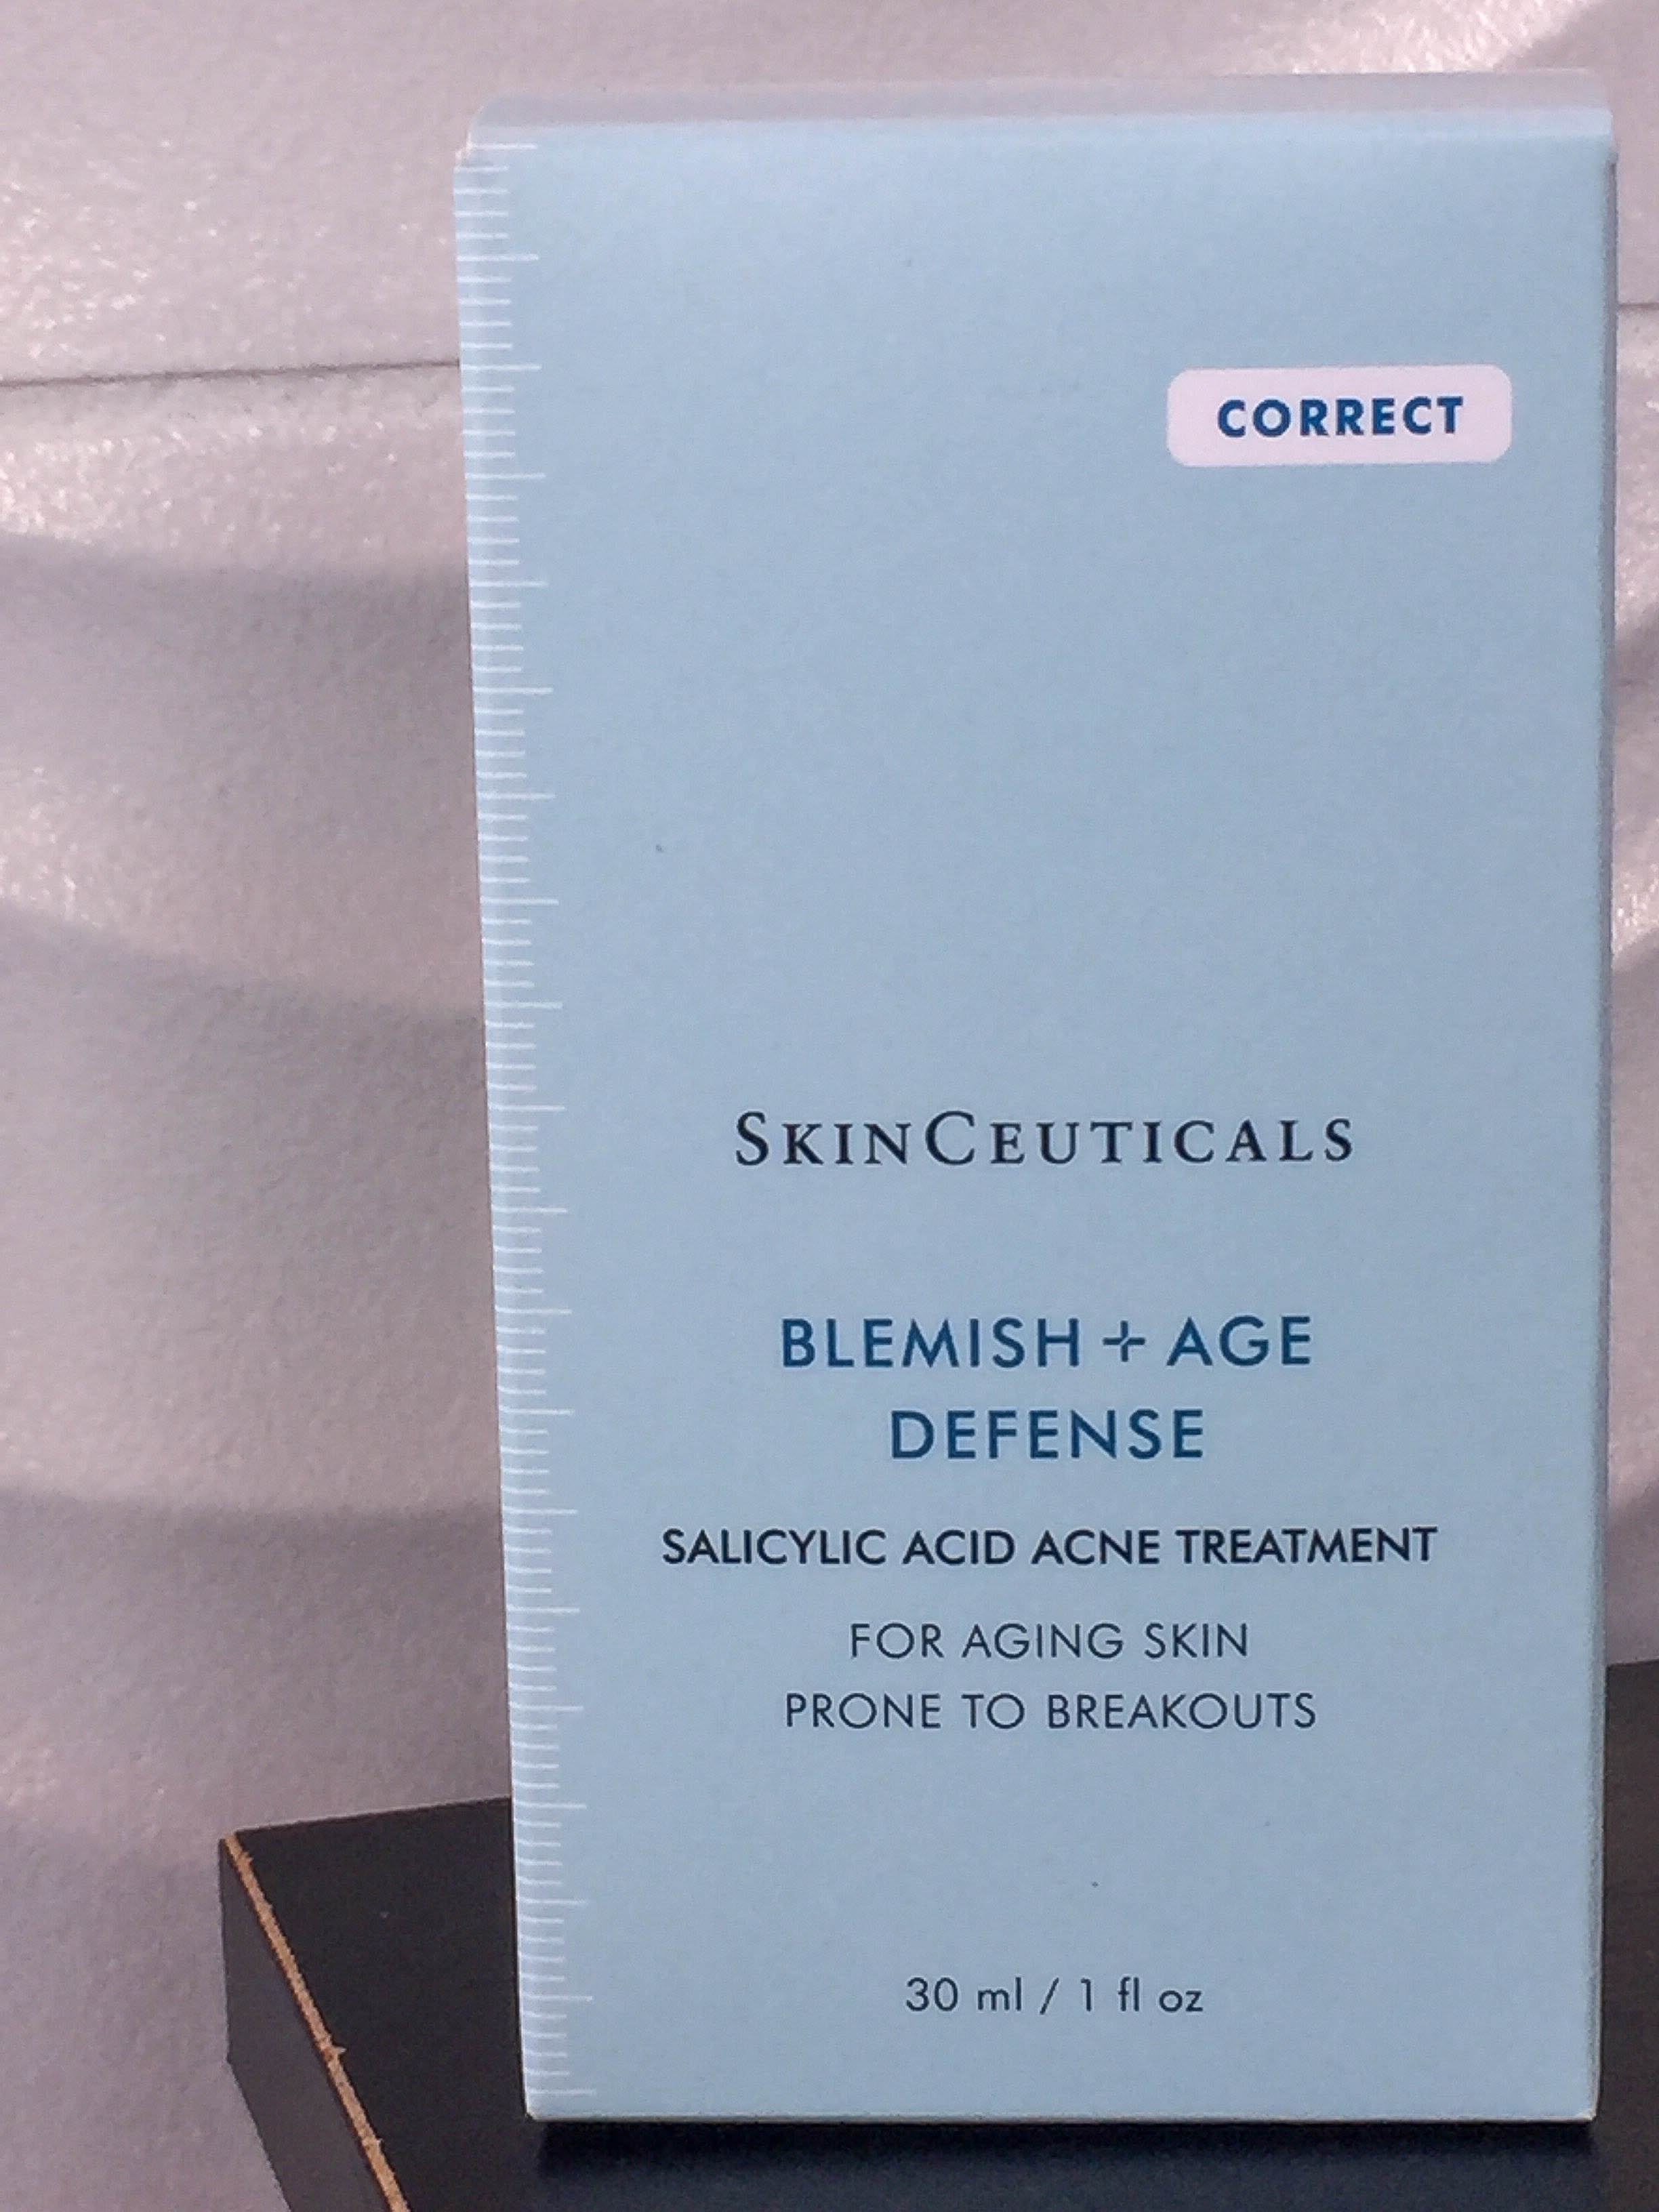 CORRECT
SKINCEUTICALS
BLEMISH + AGE
DEFENSE
SALICYLIC ACID ACNE TREATMENT
FOR AGING SKIN
PRONE TO BREAKOUTS
30 ml / 1 fl oz